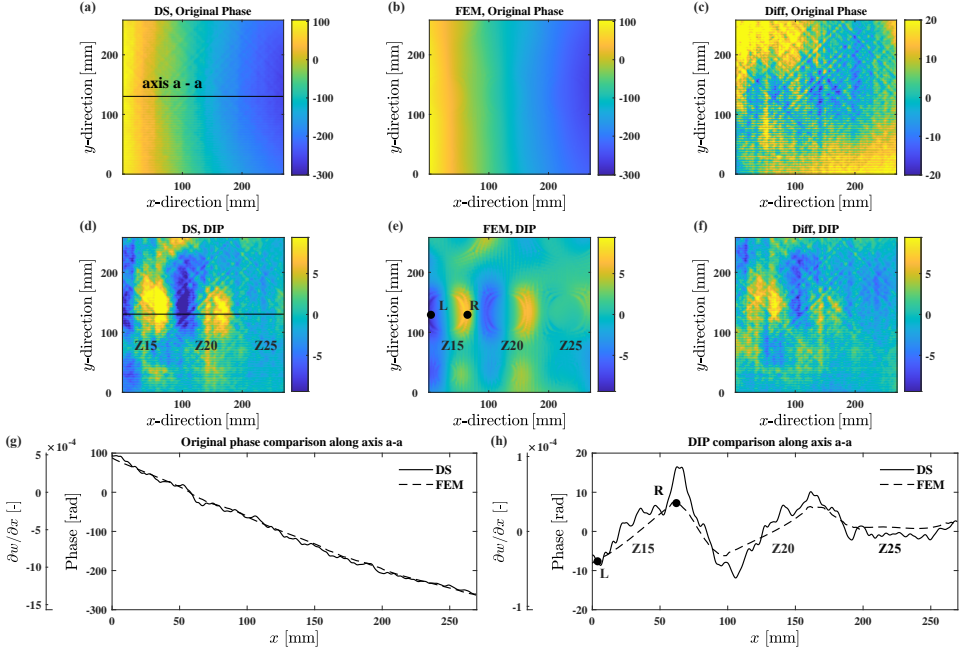 (a) DS, Original Phase
(b) FEM, Original Phase
(c) Diff, Original Phase
axis a - a
y-direction [mm]
200
100
0
100 200
x-direction [mm]
100
0
-100
-200
-300
y-direction [mm]
200
100
0
100 200
x-direction [mm]
100
0
-100
-200
-300
y-direction [mm]
200
100
0
100 200
x-direction [mm]
20
10
0
-10
-20
(d) DS, DIP
(e) FEM, DIP
(f) Diff, DIP
y-direction [mm]
200
100
0
Z15 Z20 Z25
100 200
x-direction [mm]
5
0
-5
y-direction [mm]
200
100
0
L R
Z15 Z20 Z25
100 200
x-direction [mm]
5
0
-5
y-direction [mm]
200
100
0
100 200
x-direction [mm]
5
0
-5
(g) Original phase comparison along axis a-a
×10⁻⁴
5
0
-5
-10
-15
∂w/∂x [-]
Phase [rad]
100
0
-100
-200
-300
DS
FEM
0 50 100 150 200 250
x [mm]
(h) DIP comparison along axis a-a
×10⁻⁴
1
0
-1
∂w/∂x [-]
Phase [rad]
20
10
0
-10
-20
DS
FEM
R
L
Z15 Z20 Z25
0 50 100 150 200 250
x [mm]